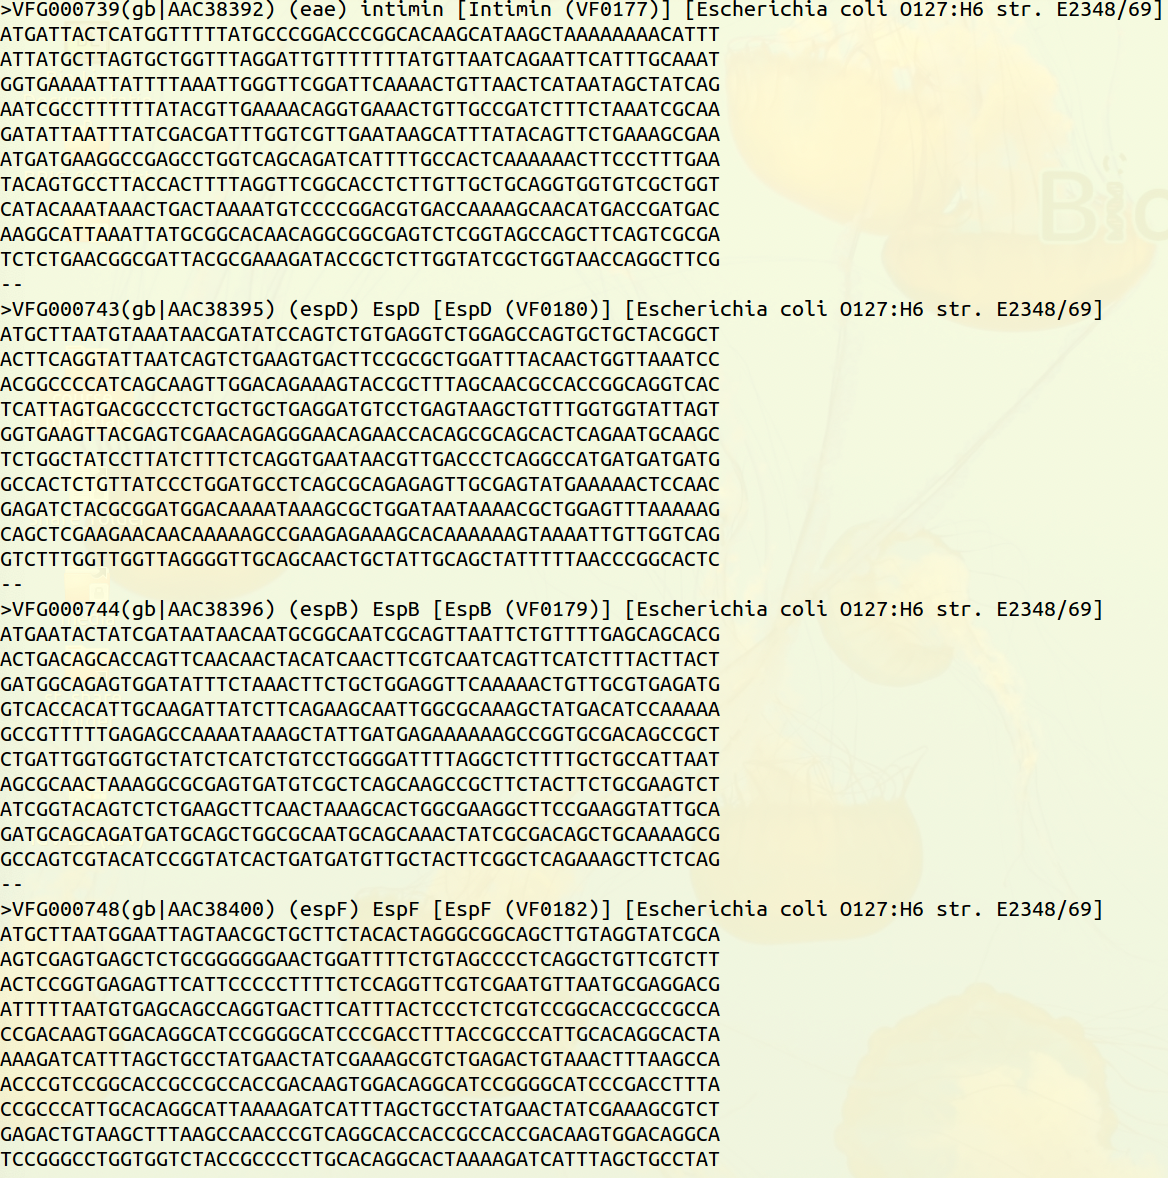 >VFG000739(gb|AAC38392) (eae) intimin [Intimin (VF0177)] [Escherichia coli O127:H6 str. E2348/69]
ATGATTACTCATGGTTTTTATGCCCGGACCCGGCACAAGCATAAGCTAAAAAAAACATTT
ATTATGCTTAGTGCTGGTTTAGGATTGTTTTTTTATGTTAATCAGAATTCATTTGCAAAT
GGTGAAAATTATTTTAAATTGGGTTCGGATTCAAAACTGTTAACTCATAATAGCTATCAG
AATCGCCTTTTTTATACGTTGAAAACAGGTGAAACTGTTGCCGATCTTTCTAAATCGCAA
GATATTAATTTATCGACGATTTGGTCGTTGAATAAGCATTTATACAGTTCTGAAAGCGAA
ATGATGAAGGCCGAGCCTGGTCAGCAGATCATTTTGCCACTCAAAAAACTTCCCTTTGAA
TACAGTGCCTTACCACTTTTAGGTTCGGCACCTCTTGTTGCTGCAGGTGGTGTCGCTGGT
CATACAAATAAACTGACTAAAATGTCCCCGGACGTGACCAAAAGCAACATGACCGATGAC
AAGGCATTAAATTATGCGGCACAACAGGCGGCGAGTCTCGGTAGCCAGCTTCAGTCGCGA
TCTCTGAACGGCGATTACGCGAAAGATACCGCTCTTGGTATCGCTGGTAACCAGGCTTCG
--
>VFG000743(gb|AAC38395) (espD) EspD [EspD (VF0180)] [Escherichia coli O127:H6 str. E2348/69]
ATGCTTAATGTAAATAACGATATCCAGTCTGTGAGGTCTGGAGCCAGTGCTGCTACGGCT
ACTTCAGGTATTAATCAGTCTGAAGTGACTTCCGCGCTGGATTTACAACTGGTTAAATCC
ACGGCCCCATCAGCAAGTTGGACAGAAAGTACCGCTTTAGCAACGCCACCGGCAGGTCAC
TCATTAGTGACGCCCTCTGCTGCTGAGGATGTCCTGAGTAAGCTGTTTGGTGGTATTAGT
GGTGAAGTTACGAGTCGAACAGAGGGAACAGAACCACAGCGCAGCACTCAGAATGCAAGC
TCTGGCTATCCTTATCTTTCTCAGGTGAATAACGTTGACCCTCAGGCCATGATGATGATG
GCCACTCTGTTATCCCTGGATGCCTCAGCGCAGAGAGTTGCGAGTATGAAAAACTCCAAC
GAGATCTACGCGGATGGACAAAATAAAGCGCTGGATAATAAAACGCTGGAGTTTAAAAAG
CAGCTCGAAGAACAACAAAAAGCCGAAGAGAAAGCACAAAAAAGTAAAATTGTTGGTCAG
GTCTTTGGTTGGTTAGGGGTTGCAGCAACTGCTATTGCAGCTATTTTTAACCCGGCACTC
--
>VFG000744(gb|AAC38396) (espB) EspB [EspB (VF0179)] [Escherichia coli O127:H6 str. E2348/69]
ATGAATACTATCGATAATAACAATGCGGCAATCGCAGTTAATTCTGTTTTGAGCAGCACG
ACTGACAGCACCAGTTCAACAACTACATCAACTTCGTCAATCAGTTCATCTTTACTTACT
GATGGCAGAGTGGATATTTCTAAACTTCTGCTGGAGGTTCAAAAACTGTTGCGTGAGATG
GTCACCACATTGCAAGATTATCTTCAGAAGCAATTGGCGCAAAGCTATGACATCCAAAAA
GCCGTTTTTGAGAGCCAAAATAAAGCTATTGATGAGAAAAAAGCCGGTGCGACAGCCGCT
CTGATTGGTGGTGCTATCTCATCTGTCCTGGGGATTTTAGGCTCTTTTGCTGCCATTAAT
AGCGCAACTAAAGGCGCGAGTGATGTCGCTCAGCAAGCCGCTTCTACTTCTGCGAAGTCT
ATCGGTACAGTCTCTGAAGCTTCAACTAAAGCACTGGCGAAGGCTTCCGAAGGTATTGCA
GATGCAGCAGATGATGCAGCTGGCGCAATGCAGCAAACTATCGCGACAGCTGCAAAAGCG
GCCAGTCGTACATCCGGTATCACTGATGATGTTGCTACTTCGGCTCAGAAAGCTTCTCAG
--
>VFG000748(gb|AAC38400) (espF) EspF [EspF (VF0182)] [Escherichia coli O127:H6 str. E2348/69]
ATGCTTAATGGAATTAGTAACGCTGCTTCTACACTAGGGCGGCAGCTTGTAGGTATCGCA
AGTCGAGTGAGCTCTGCGGGGGGAACTGGATTTTCTGTAGCCCCTCAGGCTGTTCGTCTT
ACTCCGGTGAGAGTTCATTCCCCCTTTTCTCCAGGTTCGTCGAATGTTAATGCGAGGACG
ATTTTTAATGTGAGCAGCCAGGTGACTTCATTTACTCCCTCTCGTCCGGCACCGCCGCCA
CCGACAAGTGGACAGGCATCCGGGGCATCCCGACCTTTACCGCCCATTGCACAGGCACTA
AAAGATCATTTAGCTGCCTATGAACTATCGAAAGCGTCTGAGACTGTAAACTTTAAGCCA
ACCCGTCCGGCACCGCCGCCACCGACAAGTGGACAGGCATCCGGGGCATCCCGACCTTTA
CCGCCCATTGCACAGGCATTAAAAGATCATTTAGCTGCCTATGAACTATCGAAAGCGTCT
GAGACTGTAAGCTTTAAGCCAACCCGTCAGGCACCACCGCCACCGACAAGTGGACAGGCA
TCCGGGCCTGGTGGTCTACCGCCCCTTGCACAGGCACTAAAAGATCATTTAGCTGCCTAT